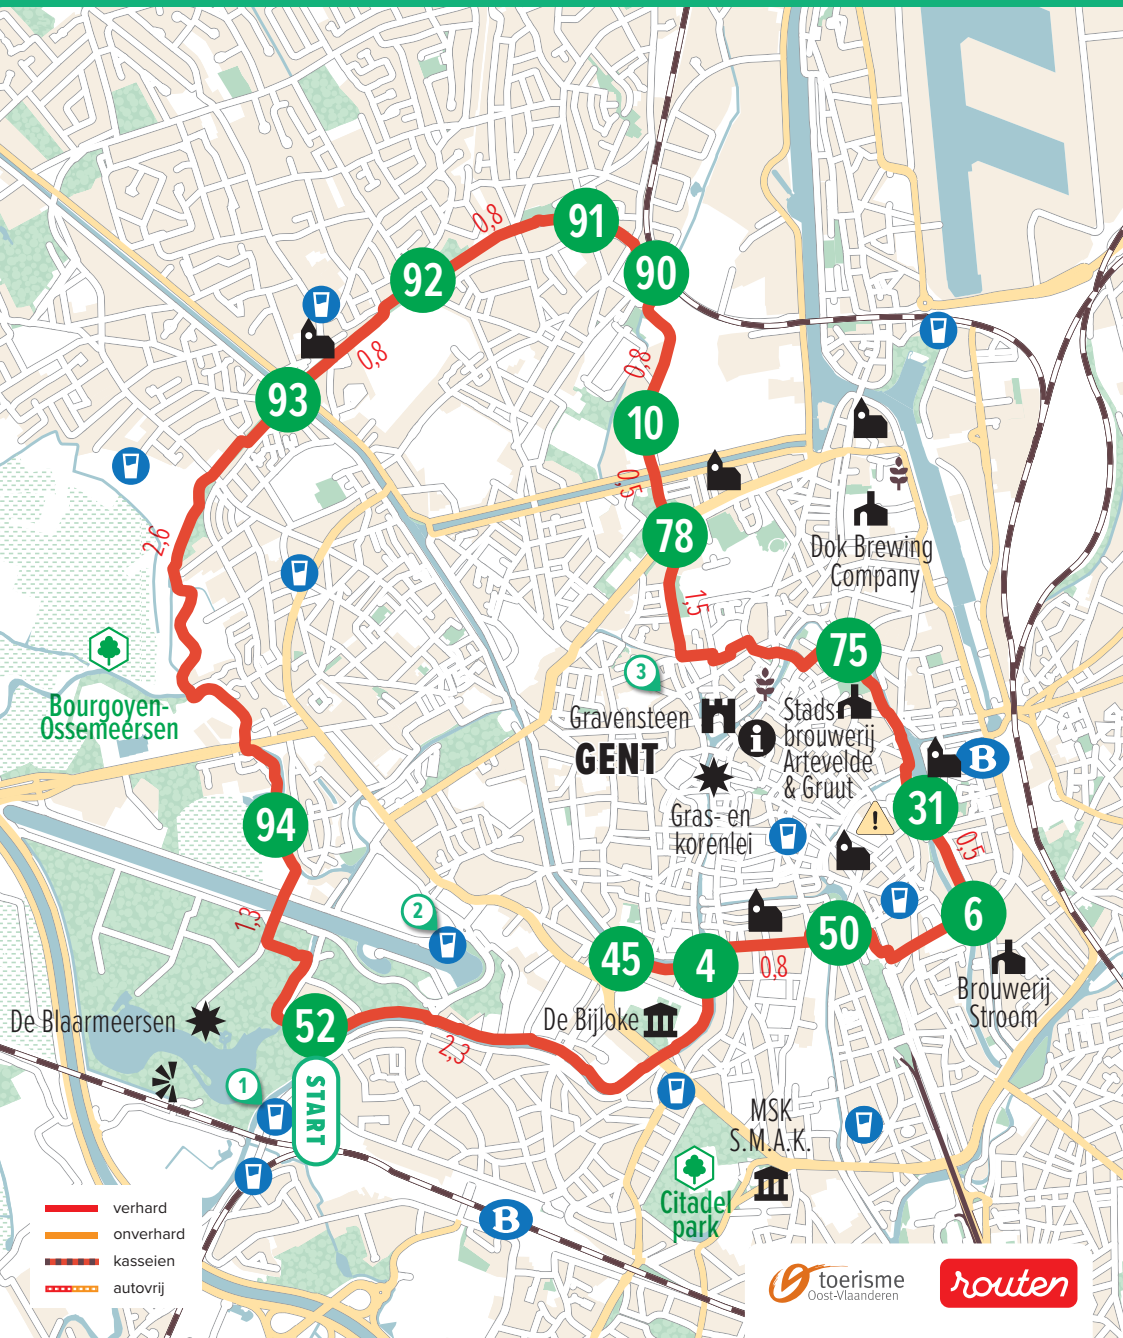 91
0,8
92
90
0,8
0,8
93
10
0,5
78
2,6
Dok Brewing
Company
1,5
75
3
Bourgoyen-
Ossemeersen
Gravensteen
GENT
i
Stads
brouwerij
Artevelde
& Gruut
B
Gras- en
korenlei
!
31
94
0,5
2
1,3
6
50
45
4
0,8
Brouwerij
Stroom
De Blaarmeersen
52
De Bijloke
2,3
1
START
MSK
S.M.A.K.
Citadel
park
B
verhard
onverhard
kasseien
autovrij
toerisme
Oost-Vlaanderen
routen